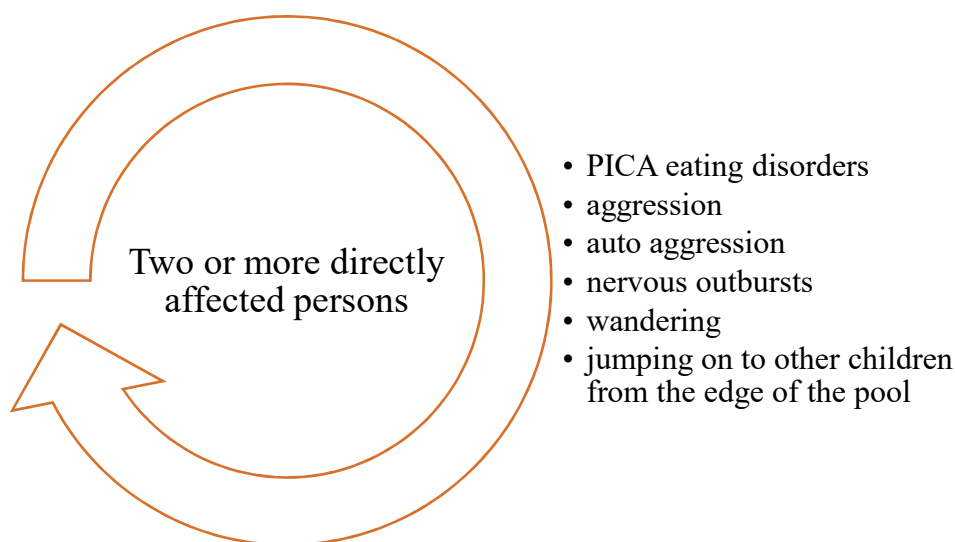 Two or more directly
affected persons
• PICA eating disorders
• aggression
• auto aggression
• nervous outbursts
• wandering
• jumping on to other children
from the edge of the pool